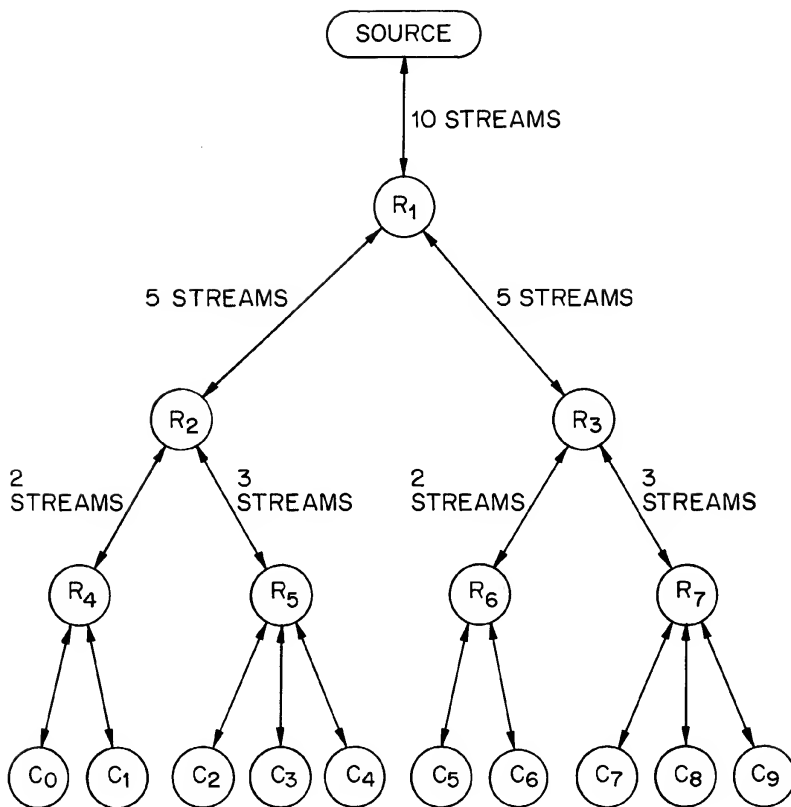 SOURCE
10 STREAMS
R1
5 STREAMS
5 STREAMS
R2
R3
2
STREAMS
3
STREAMS
2
STREAMS
3
STREAMS
R4
R5
R6
R7
C0
C1
C2
C3
C4
C5
C6
C7
C8
C9